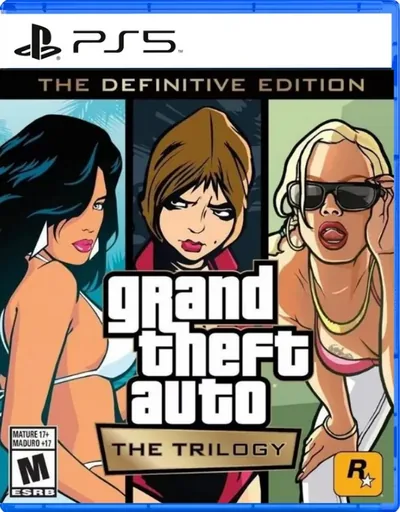 PS5
THE DEFINITIVE EDITION
grand
theft
auto
THE TRILOGY
MATURE 17+
MADURO +17
M
ESRB
R